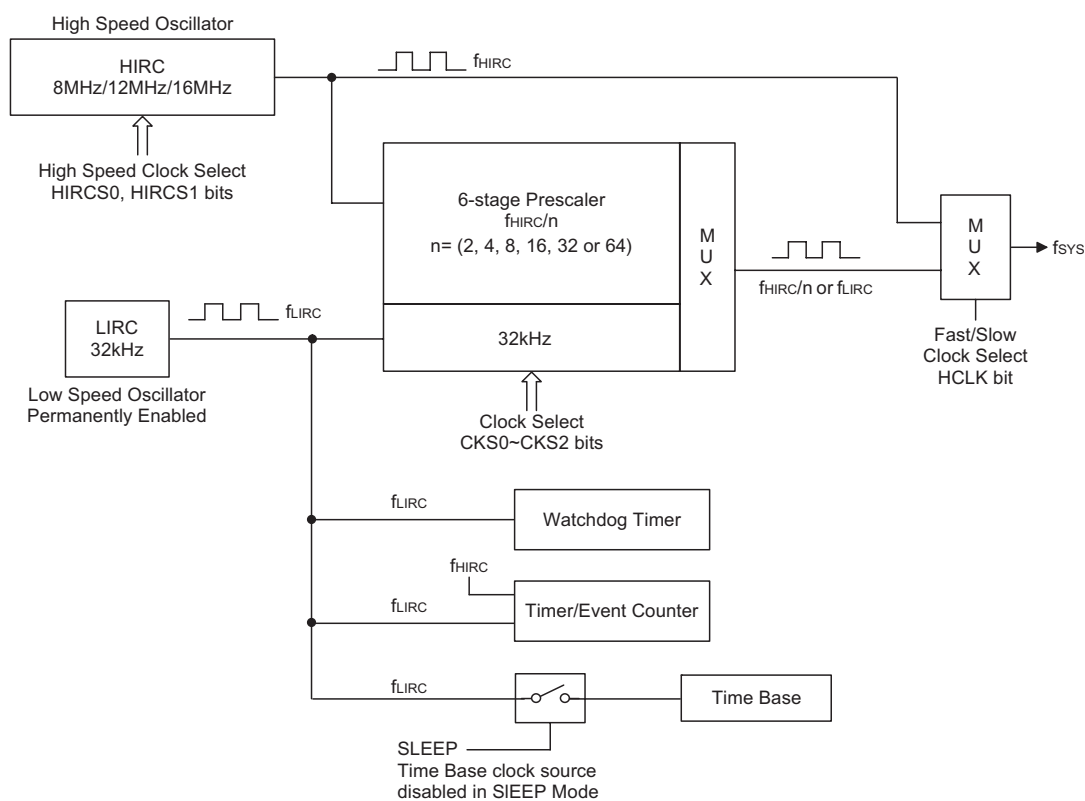 High Speed Oscillator
HIRC
8MHz/12MHz/16MHz
fHIRC
High Speed Clock Select
HIRCS0, HIRCS1 bits
6-stage Prescaler
fHIRC/n
n= (2, 4, 8, 16, 32 or 64)
M
U
X
M
U
X
fSYS
fHIRC/n or fLIRC
fLIRC
LIRC
32kHz
32kHz
Fast/Slow
Clock Select
HCLK bit
Low Speed Oscillator
Permanently Enabled
Clock Select
CKS0~CKS2 bits
fLIRC
Watchdog Timer
fHIRC
fLIRC
Timer/Event Counter
fLIRC
Time Base
SLEEP
Time Base clock source
disabled in SlEEP Mode